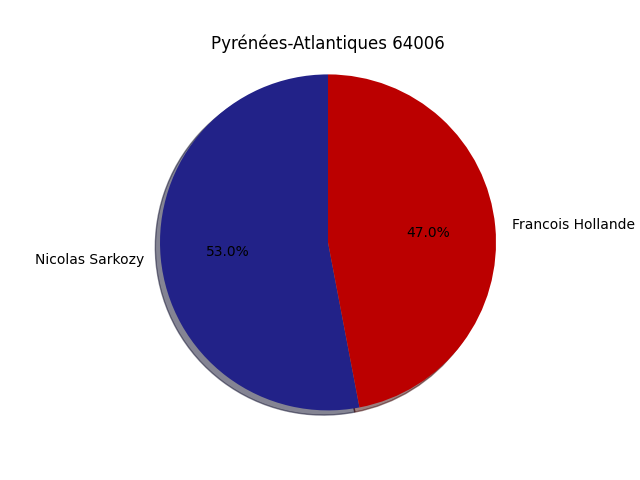 Pyrénées-Atlantiques 64006
Francois Hollande
47.0%
53.0%
Nicolas Sarkozy